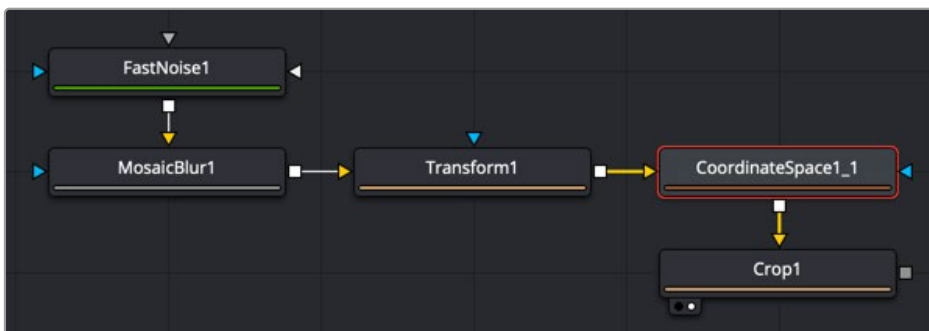 FastNoise1
MosaicBlur1
Transform1
CoordinateSpace1_1
Crop1